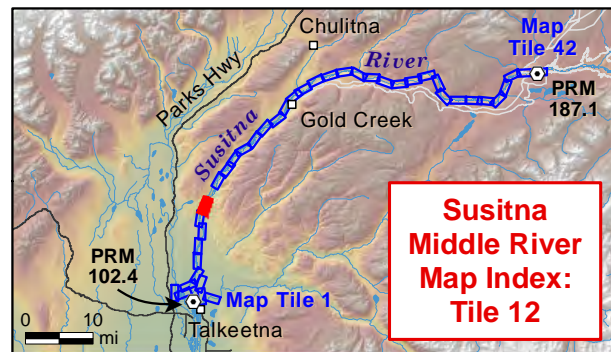 Chulitna
Map
Tile 42
River
Parks Hwy
PRM
187.1
Gold Creek
Susitna
Susitna
Middle River
Map Index:
Tile 12
PRM
102.4
Map Tile 1
0 10
mi
Talkeetna